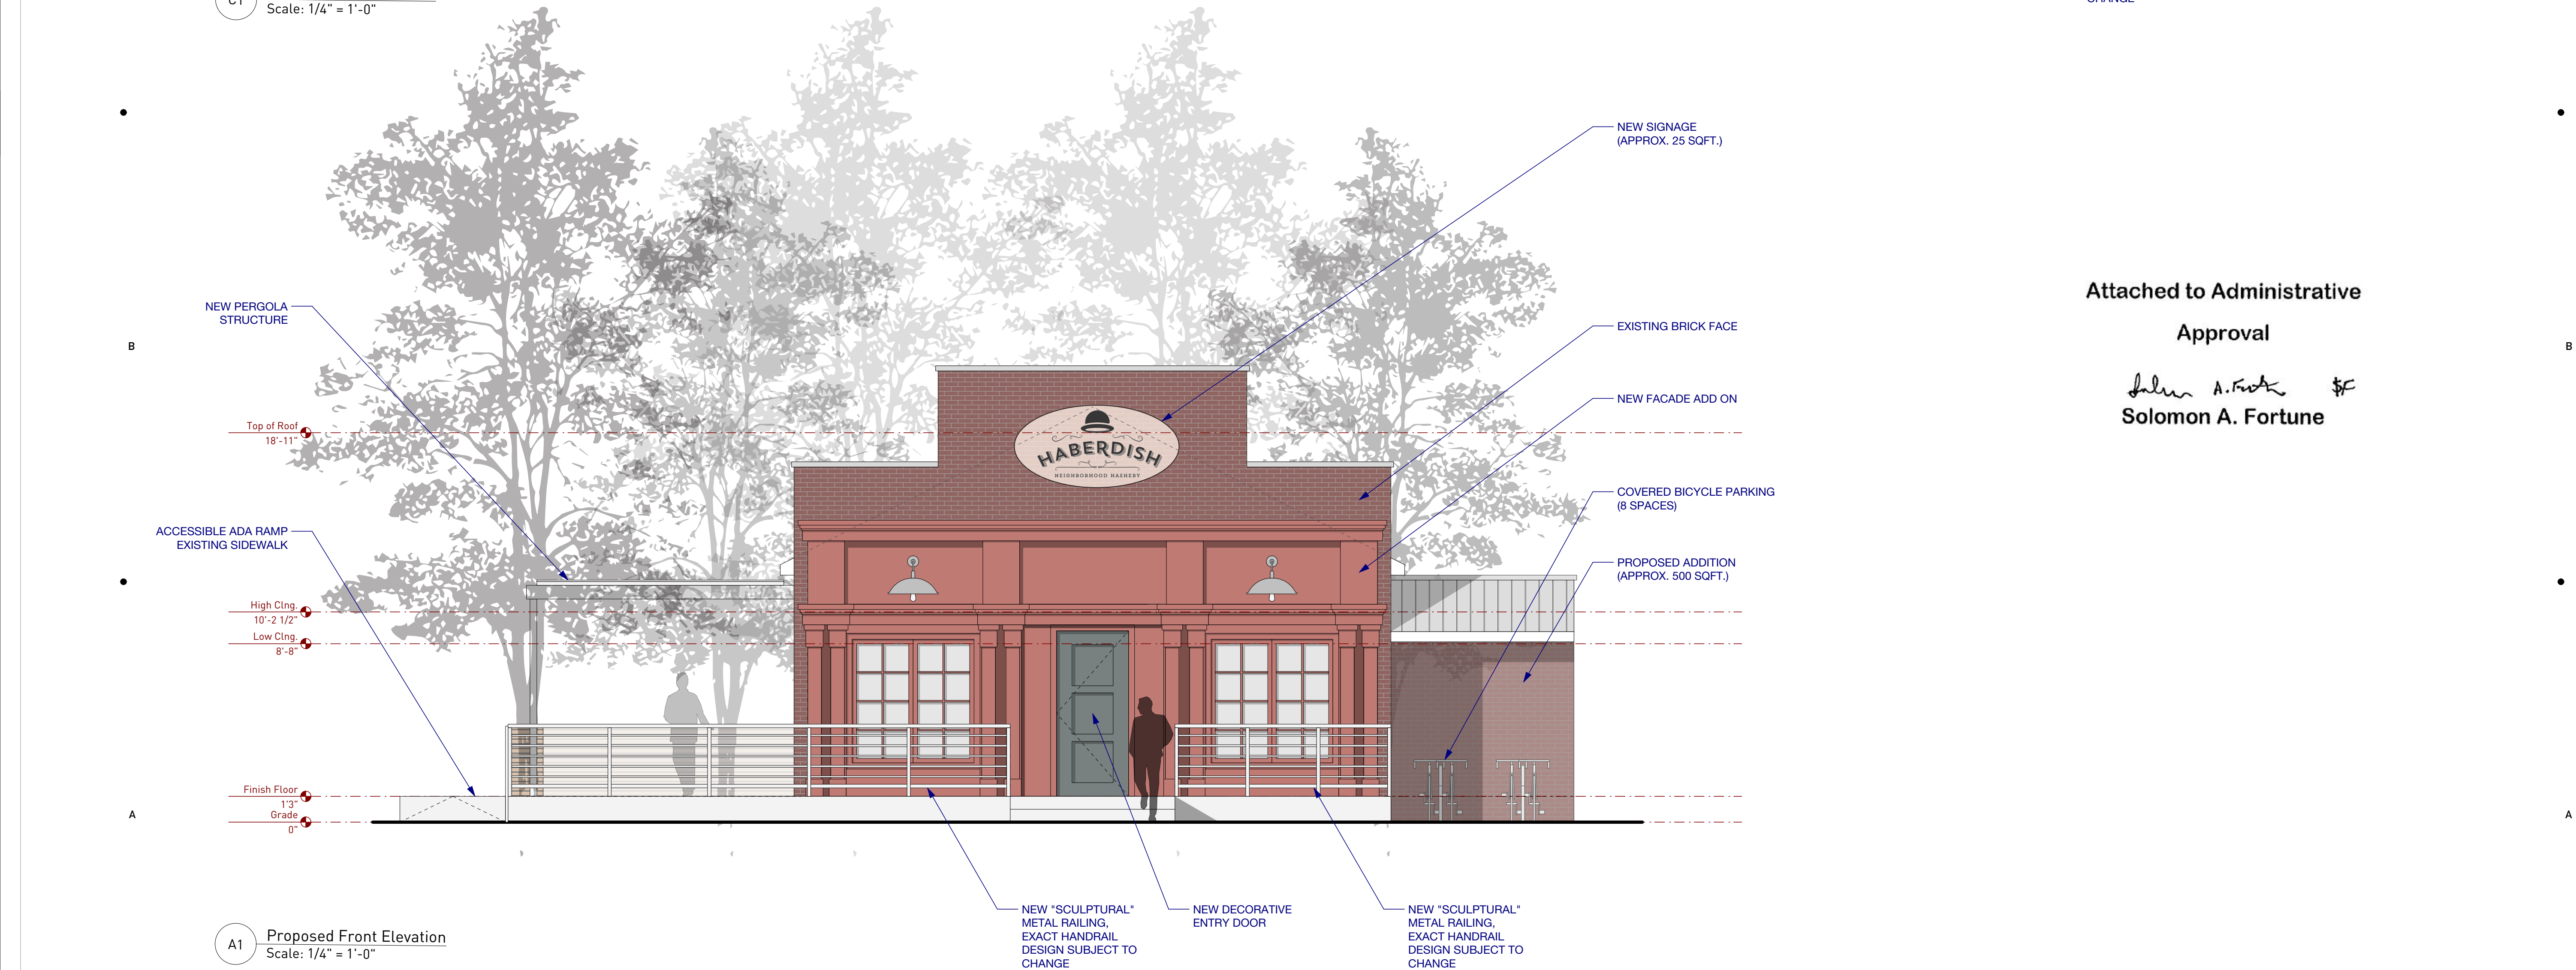 C1
Scale: 1/4" = 1'-0"
CHANGE
NEW SIGNAGE
(APPROX. 25 SQFT.)
Attached to Administrative
Approval
Solomon A. Fortune
NEW PERGOLA
STRUCTURE
EXISTING BRICK FACE
B
B
NEW FACADE ADD ON
Top of Roof
18'-11"
HABERDISH
NEIGHBORHOOD HASHERY
COVERED BICYCLE PARKING
(8 SPACES)
ACCESSIBLE ADA RAMP
EXISTING SIDEWALK
PROPOSED ADDITION
(APPROX. 500 SQFT.)
High Clng.
10'-2 1/2"
Low Clng.
8'-8"
Finish Floor
1'3"
Grade
0"
A
A
NEW "SCULPTURAL"
METAL RAILING,
EXACT HANDRAIL
DESIGN SUBJECT TO
CHANGE
NEW DECORATIVE
ENTRY DOOR
NEW "SCULPTURAL"
METAL RAILING,
EXACT HANDRAIL
DESIGN SUBJECT TO
CHANGE
A1
Proposed Front Elevation
Scale: 1/4" = 1'-0"